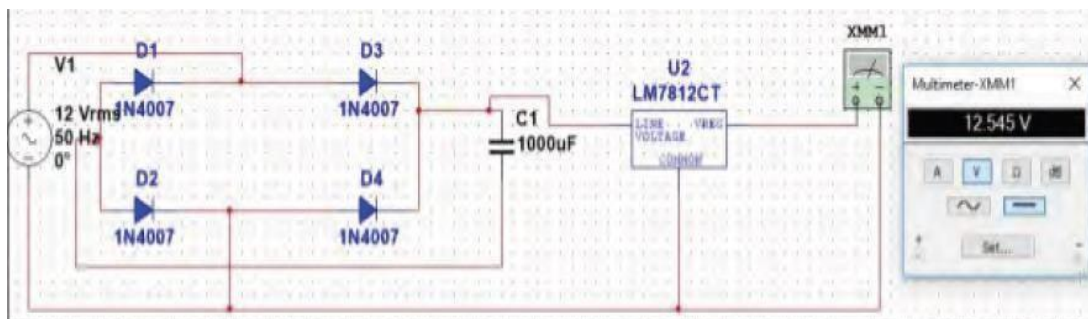 XMM1
D1
D3
V1
U2
Multimeter-XMM1
X
1N4007
1N4007
LM7812CT
12 Vrms
50 Hz
0°
C1
1000uF
LINE VREG
VOLTAGE
COMMON
12.545 V
D2
D4
A V Ω dB
1N4007
1N4007
Set...
+
-